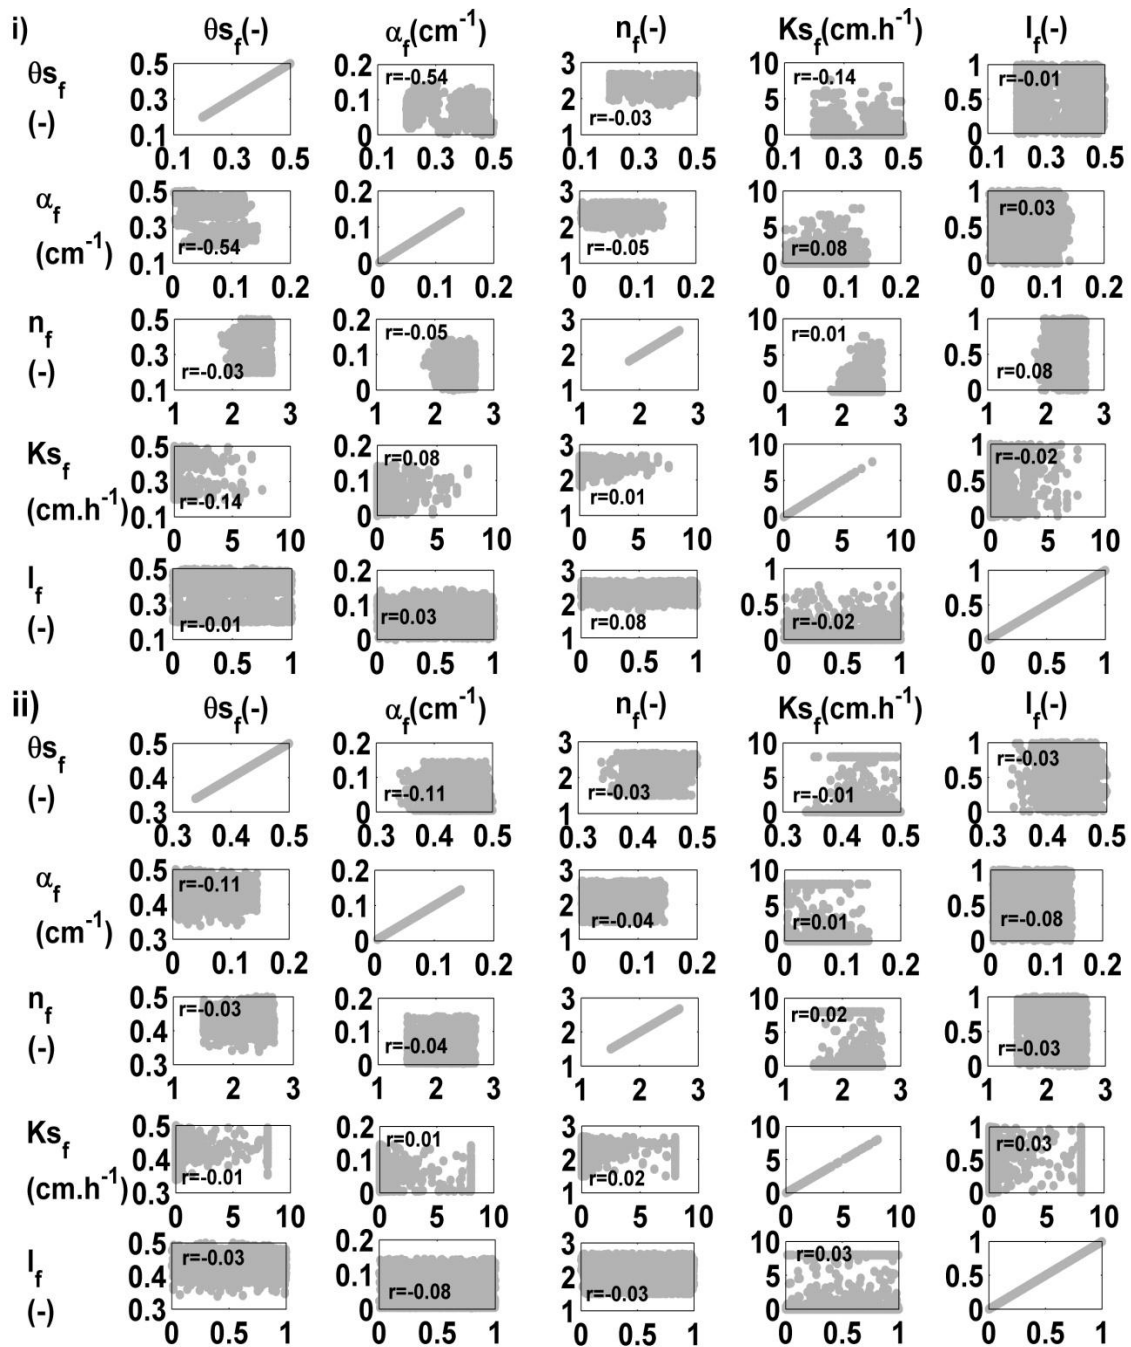 i) θs_f(-) α_f(cm^-1) n_f(-) Ks_f(cm.h^-1) l_f(-)
θs_f (-)
0.5 0.3 0.1 0.2 0.1 0 3 2 1 10 5 0 1 0.5 0
r=-0.54 r=-0.03 r=-0.14 r=-0.01
0.1 0.3 0.5 0.1 0.3 0.5 0.1 0.3 0.5 0.1 0.3 0.5 0.1 0.3 0.5
α_f (cm^-1)
0.5 0.3 0.1 0.2 0.1 0 3 2 1 10 5 0 1 0.5 0
r=-0.54 r=-0.05 r=0.08 r=0.03
0 0.1 0.2 0 0.1 0.2 0 0.1 0.2 0 0.1 0.2 0 0.1 0.2
n_f (-)
0.5 0.3 0.1 0.2 0.1 0 3 2 1 10 5 0 1 0.5 0
r=-0.03 r=-0.05 r=0.01 r=0.08
1 2 3 1 2 3 1 2 3 1 2 3 1 2 3
Ks_f (cm.h^-1)
0.5 0.3 0.1 0.2 0.1 0 3 2 1 10 5 0 1 0.5 0
r=-0.14 r=0.08 r=0.01 r=-0.02
0 5 10 0 5 10 0 5 10 0 5 10 0 5 10
l_f (-)
0.5 0.3 0.1 0.2 0.1 0 3 2 1 1 0.5 0 1 0.5 0
r=-0.01 r=0.03 r=0.08 r=-0.02
0 0.5 1 0 0.5 1 0 0.5 1 0 0.5 1 0 0.5 1
ii) θs_f(-) α_f(cm^-1) n_f(-) Ks_f(cm.h^-1) l_f(-)
θs_f (-)
0.5 0.4 0.3 0.2 0.1 0 3 2 1 10 5 0 1 0.5 0
r=-0.11 r=-0.03 r=-0.01 r=-0.03
0.3 0.4 0.5 0.3 0.4 0.5 0.3 0.4 0.5 0.3 0.4 0.5 0.3 0.4 0.5
α_f (cm^-1)
0.5 0.4 0.3 0.2 0.1 0 3 2 1 10 5 0 1 0.5 0
r=-0.11 r=-0.04 r=0.01 r=-0.08
0 0.1 0.2 0 0.1 0.2 0 0.1 0.2 0 0.1 0.2 0 0.1 0.2
n_f (-)
0.5 0.4 0.3 0.2 0.1 0 3 2 1 10 5 0 1 0.5 0
r=-0.03 r=-0.04 r=0.02 r=-0.03
1 2 3 1 2 3 1 2 3 1 2 3 1 2 3
Ks_f (cm.h^-1)
0.5 0.4 0.3 0.2 0.1 0 3 2 1 10 5 0 1 0.5 0
r=-0.01 r=0.01 r=0.02 r=0.03
0 5 10 0 5 10 0 5 10 0 5 10 0 5 10
l_f (-)
0.5 0.4 0.3 0.2 0.1 0 3 2 1 10 5 0 1 0.5 0
r=-0.03 r=-0.08 r=-0.03 r=0.03
0 0.5 1 0 0.5 1 0 0.5 1 0 0.5 1 0 0.5 1